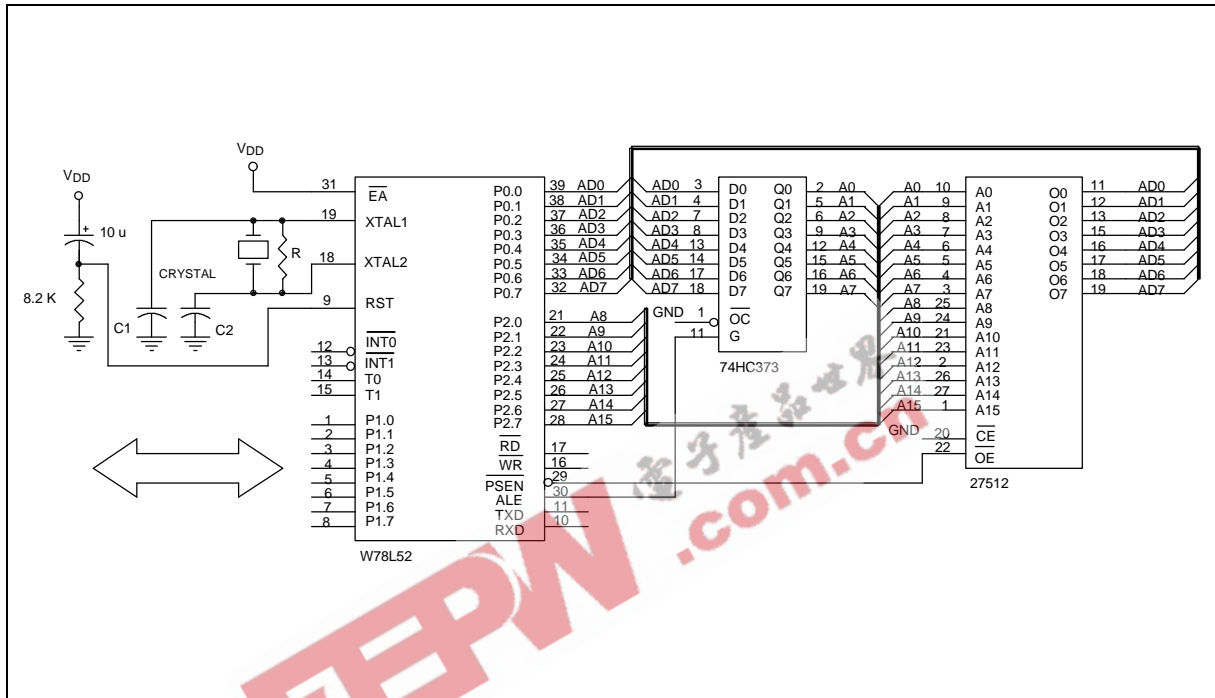 VDD
VDD
10 u
8.2 K
CRYSTAL
R
C1
C2
31 EA
19 XTAL1
18 XTAL2
9 RST
12 INT0
13 INT1
14 T0
15 T1
1 P1.0
2 P1.1
3 P1.2
4 P1.3
5 P1.4
6 P1.5
7 P1.6
8 P1.7
P0.0 39 AD0
P0.1 38 AD1
P0.2 37 AD2
P0.3 36 AD3
P0.4 35 AD4
P0.5 34 AD5
P0.6 33 AD6
P0.7 32 AD7
P2.0 21 A8
P2.1 22 A9
P2.2 23 A10
P2.3 24 A11
P2.4 25 A12
P2.5 26 A13
P2.6 27 A14
P2.7 28 A15
RD 17
WR 16
PSEN 29
ALE 30
TXD 11
RXD 10
W78L52
AD0 3 D0 Q0 2 A0
AD1 4 D1 Q1 5 A1
AD2 7 D2 Q2 6 A2
AD3 8 D3 Q3 9 A3
AD4 13 D4 Q4 12 A4
AD5 14 D5 Q5 15 A5
AD6 17 D6 Q6 16 A6
AD7 18 D7 Q7 19 A7
GND 1 OC
11 G
74HC373
A0 10 A0 O0 11 AD0
A1 9 A1 O1 12 AD1
A2 8 A2 O2 13 AD2
A3 7 A3 O3 15 AD3
A4 6 A4 O4 16 AD4
A5 5 A5 O5 17 AD5
A6 4 A6 O6 18 AD6
A7 3 A7 O7 19 AD7
A8 25 A8
A9 24 A9
A10 21 A10
A11 23 A11
A12 2 A12
A13 26 A13
A14 27 A14
A15 1 A15
GND 20 CE
22 OE
27512
電子產品世界
.com.cn
EEPW